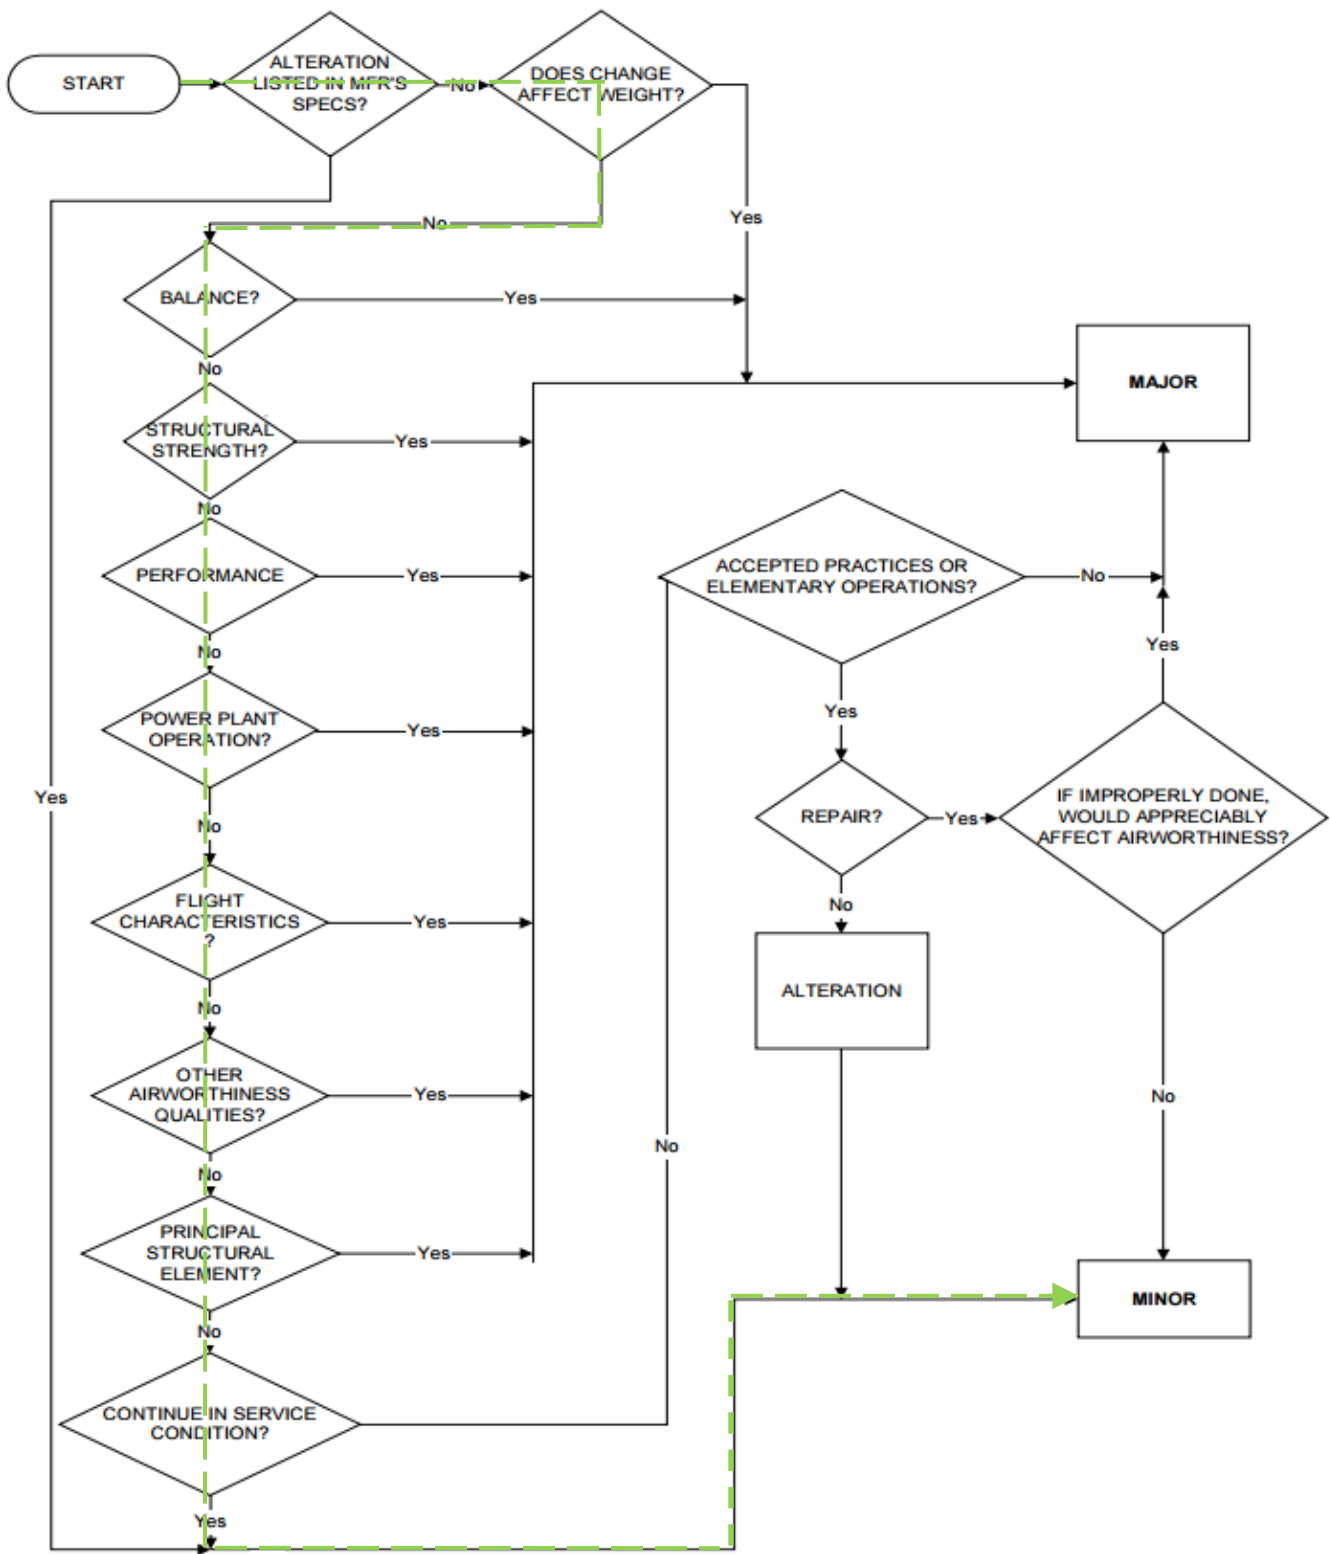 START
ALTERATION
LISTED IN MFR'S
SPECS?
No
DOES CHANGE
AFFECT WEIGHT?
Yes
No
BALANCE?
Yes
No
STRUCTURAL
STRENGTH?
Yes
No
PERFORMANCE
Yes
No
POWER PLANT
OPERATION?
Yes
No
FLIGHT
CHARACTERISTICS
?
Yes
No
OTHER
AIRWORTHINESS
QUALITIES?
Yes
No
PRINCIPAL
STRUCTURAL
ELEMENT?
Yes
No
CONTINUE IN SERVICE
CONDITION?
Yes
Yes
No
ACCEPTED PRACTICES OR
ELEMENTARY OPERATIONS?
No
Yes
REPAIR?
Yes
No
ALTERATION
IF IMPROPERLY DONE,
WOULD APPRECIABLY
AFFECT AIRWORTHINESS?
Yes
No
MAJOR
MINOR